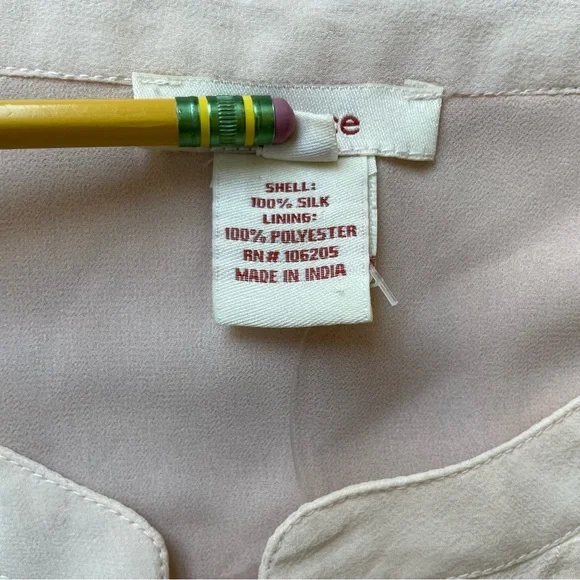 SHELL:
100% SILK
LINING:
100% POLYESTER
RN# 106205
MADE IN INDIA